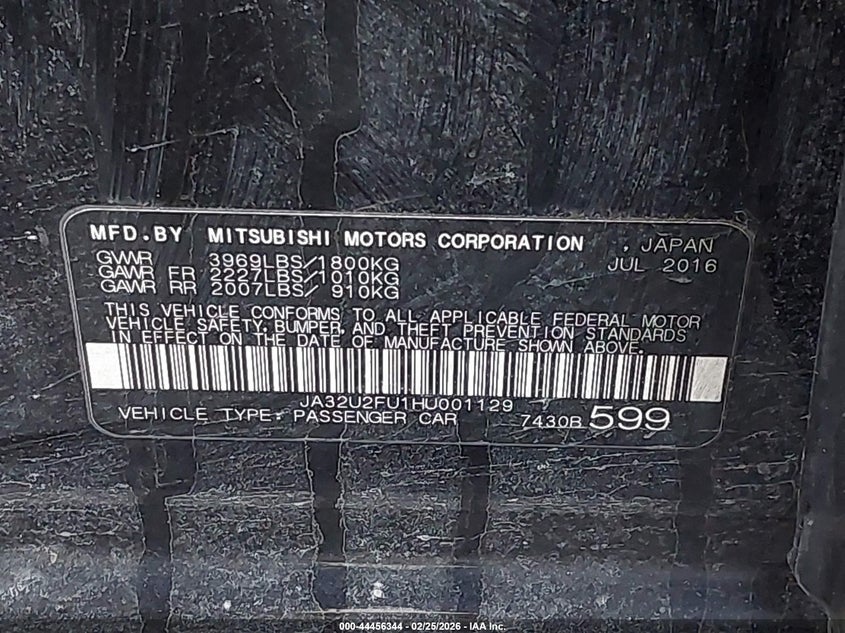 MFD.BY MITSUBISHI MOTORS CORPORATION , JAPAN
GVWR 3969LBS/1800KG JUL 2016
GAWR FR 2227LBS/1010KG
GAWR RR 2007LBS/ 910KG
THIS VEHICLE CONFORMS TO ALL APPLICABLE FEDERAL MOTOR
VEHICLE SAFETY, BUMPER, AND THEFT PREVENTION STANDARDS
IN EFFECT ON THE DATE OF MANUFACTURE SHOWN ABOVE.
JA32U2FU1HU001129
VEHICLE TYPE: PASSENGER CAR 7430B 599
000-44456344 - 02/25/2026 - IAA Inc.